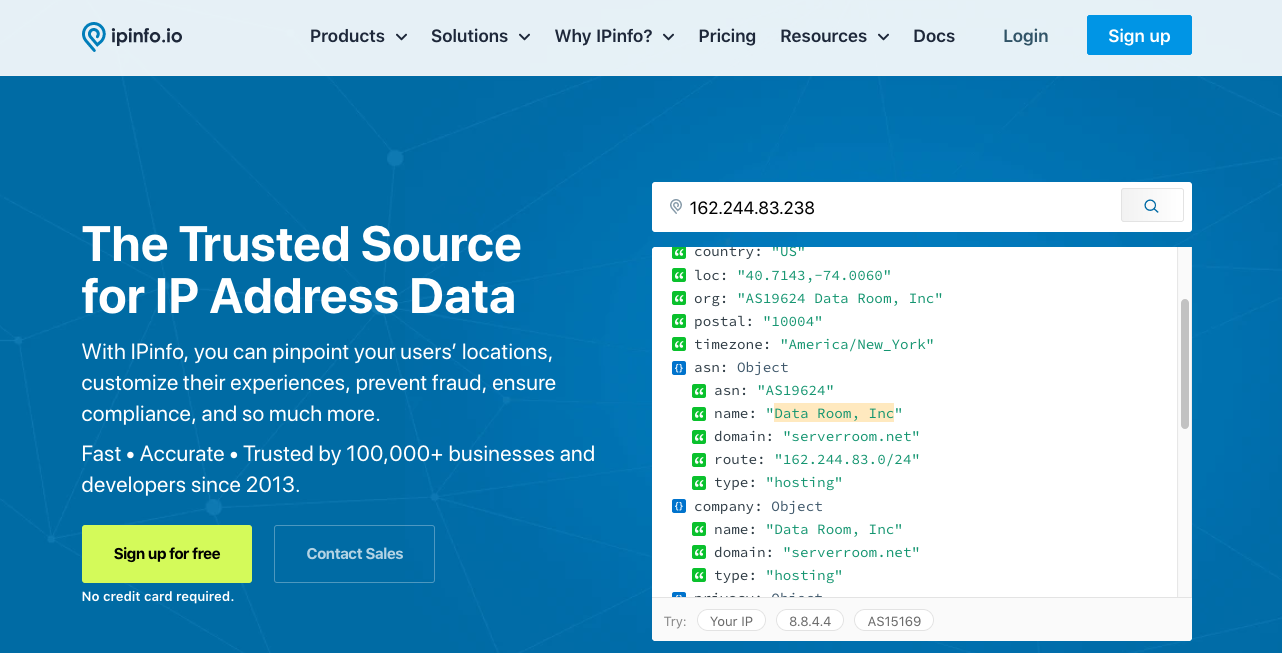 ipinfo.io Products Solutions Why IPinfo? Pricing Resources Docs Login Sign up
The Trusted Source
for IP Address Data
With IPinfo, you can pinpoint your users’ locations,
customize their experiences, prevent fraud, ensure
compliance, and so much more.
Fast • Accurate • Trusted by 100,000+ businesses and
developers since 2013.
Sign up for free Contact Sales
No credit card required.
162.244.83.238
country: "US"
loc: "40.7143,-74.0060"
org: "AS19624 Data Room, Inc"
postal: "10004"
timezone: "America/New_York"
asn: Object
asn: "AS19624"
name: "Data Room, Inc"
domain: "serverroom.net"
route: "162.244.83.0/24"
type: "hosting"
company: Object
name: "Data Room, Inc"
domain: "serverroom.net"
type: "hosting"
privacy: Object
Try: Your IP 8.8.4.4 AS15169